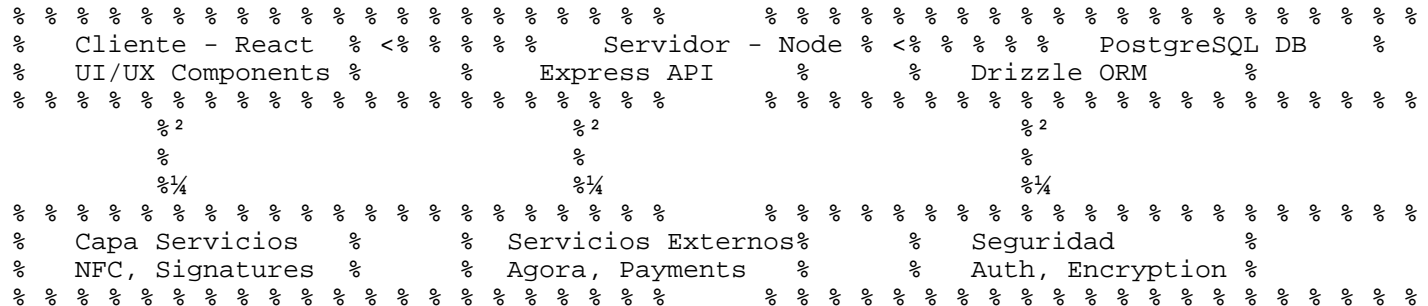 % % % % % % % % % % % % % % % % % % % % % % % % % % % % % % % % % % % % % % % % %
% Cliente - React % <% % % % % Servidor - Node % <% % % % % PostgreSQL DB %
% UI/UX Components % % Express API % % Drizzle ORM %
% % % % % % % % % % % % % % % % % % % % % % % % % % % % % % % % % % % % % % % % %
%² %² %²
% % %
%¼ %¼ %¼
% % % % % % % % % % % % % % % % % % % % % % % % % % % % % % % % % % % % % % % % %
% Capa Servicios % % Servicios Externos% % Seguridad %
% NFC, Signatures % % Agora, Payments % % Auth, Encryption %
% % % % % % % % % % % % % % % % % % % % % % % % % % % % % % % % % % % % % % % % %